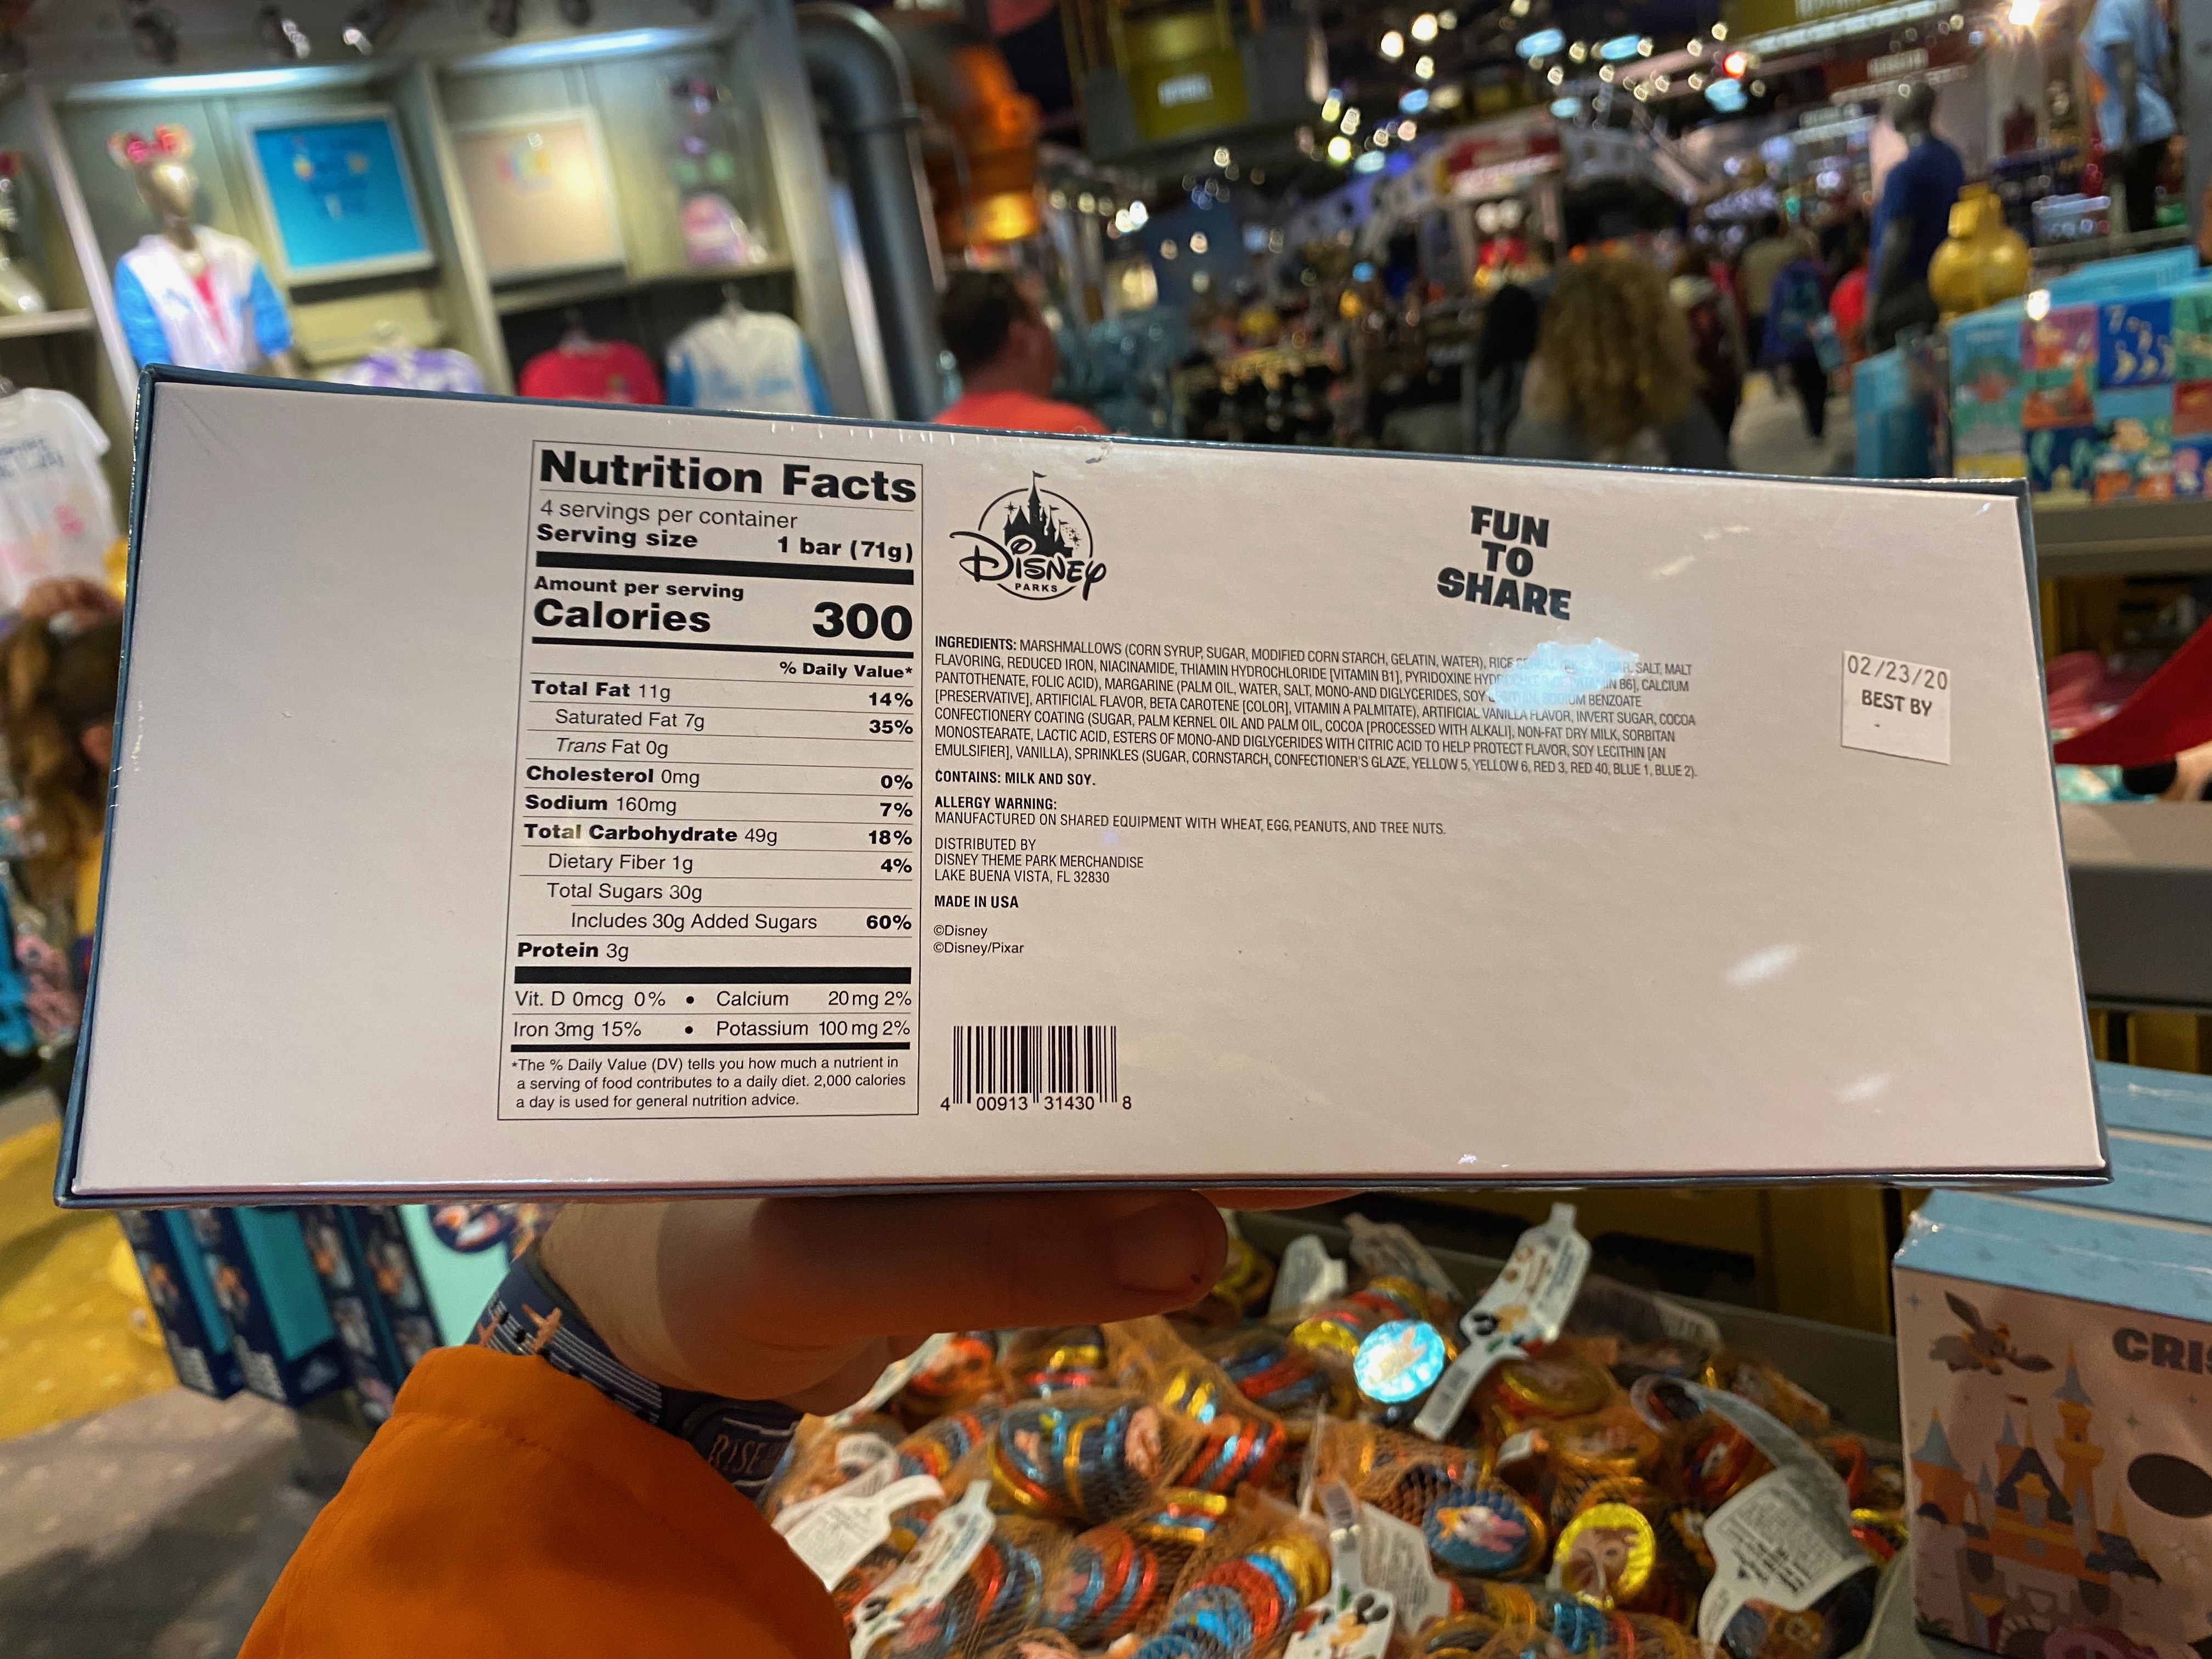 Nutrition Facts
4 servings per container
Serving size 1 bar (71g)
Amount per serving
Calories 300
% Daily Value*
Total Fat 11g 14%
Saturated Fat 7g 35%
Trans Fat 0g
Cholesterol 0mg 0%
Sodium 160mg 7%
Total Carbohydrate 49g 18%
Dietary Fiber 1g 4%
Total Sugars 30g
Includes 30g Added Sugars 60%
Protein 3g
Vit. D 0mcg 0% • Calcium 20mg 2%
Iron 3mg 15% • Potassium 100mg 2%
*The % Daily Value (DV) tells you how much a nutrient in
a serving of food contributes to a daily diet. 2,000 calories
a day is used for general nutrition advice.
Disney
PARKS
FUN
TO
SHARE
INGREDIENTS: MARSHMALLOWS (CORN SYRUP, SUGAR, MODIFIED CORN STARCH, GELATIN, WATER), RICE SUGAR, SALT, MALT
FLAVORING, REDUCED IRON, NIACINAMIDE, THIAMIN HYDROCHLORIDE [VITAMIN B1], PYRIDOXINE B6], CALCIUM
PANTOTHENATE, FOLIC ACID), MARGARINE (PALM OIL, WATER, SALT, MONO-AND DIGLYCERIDES, SOY SODIUM BENZOATE
[PRESERVATIVE], ARTIFICIAL FLAVOR, BETA CAROTENE [COLOR], VITAMIN A PALMITATE), ARTIFICIAL VANILLA FLAVOR, INVERT SUGAR, COCOA
CONFECTIONERY COATING (SUGAR, PALM KERNEL OIL AND PALM OIL, COCOA [PROCESSED WITH ALKALI], NON-FAT DRY MILK, SORBITAN
MONOSTEARATE, LACTIC ACID, ESTERS OF MONO-AND DIGLYCERIDES WITH CITRIC ACID TO HELP PROTECT FLAVOR, SOY LECITHIN [AN
EMULSIFIER], VANILLA), SPRINKLES (SUGAR, CORNSTARCH, CONFECTIONER'S GLAZE, YELLOW 5, YELLOW 6, RED 3, RED 40, BLUE 1, BLUE 2).
CONTAINS: MILK AND SOY.
ALLERGY WARNING:
MANUFACTURED ON SHARED EQUIPMENT WITH WHEAT, EGG, PEANUTS, AND TREE NUTS.
DISTRIBUTED BY
DISNEY THEME PARK MERCHANDISE
LAKE BUENA VISTA, FL 32830
MADE IN USA
©Disney
©Disney/Pixar
4 00913 31430 8
02/23/20
BEST BY
RISE
CRIS